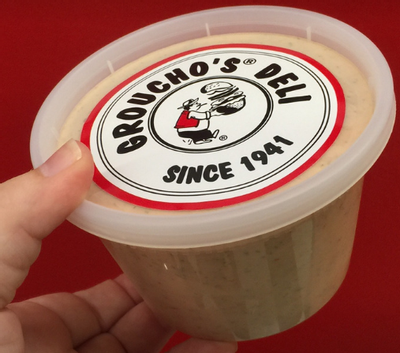 GROUCHO'S® DELI
®
SINCE 1941